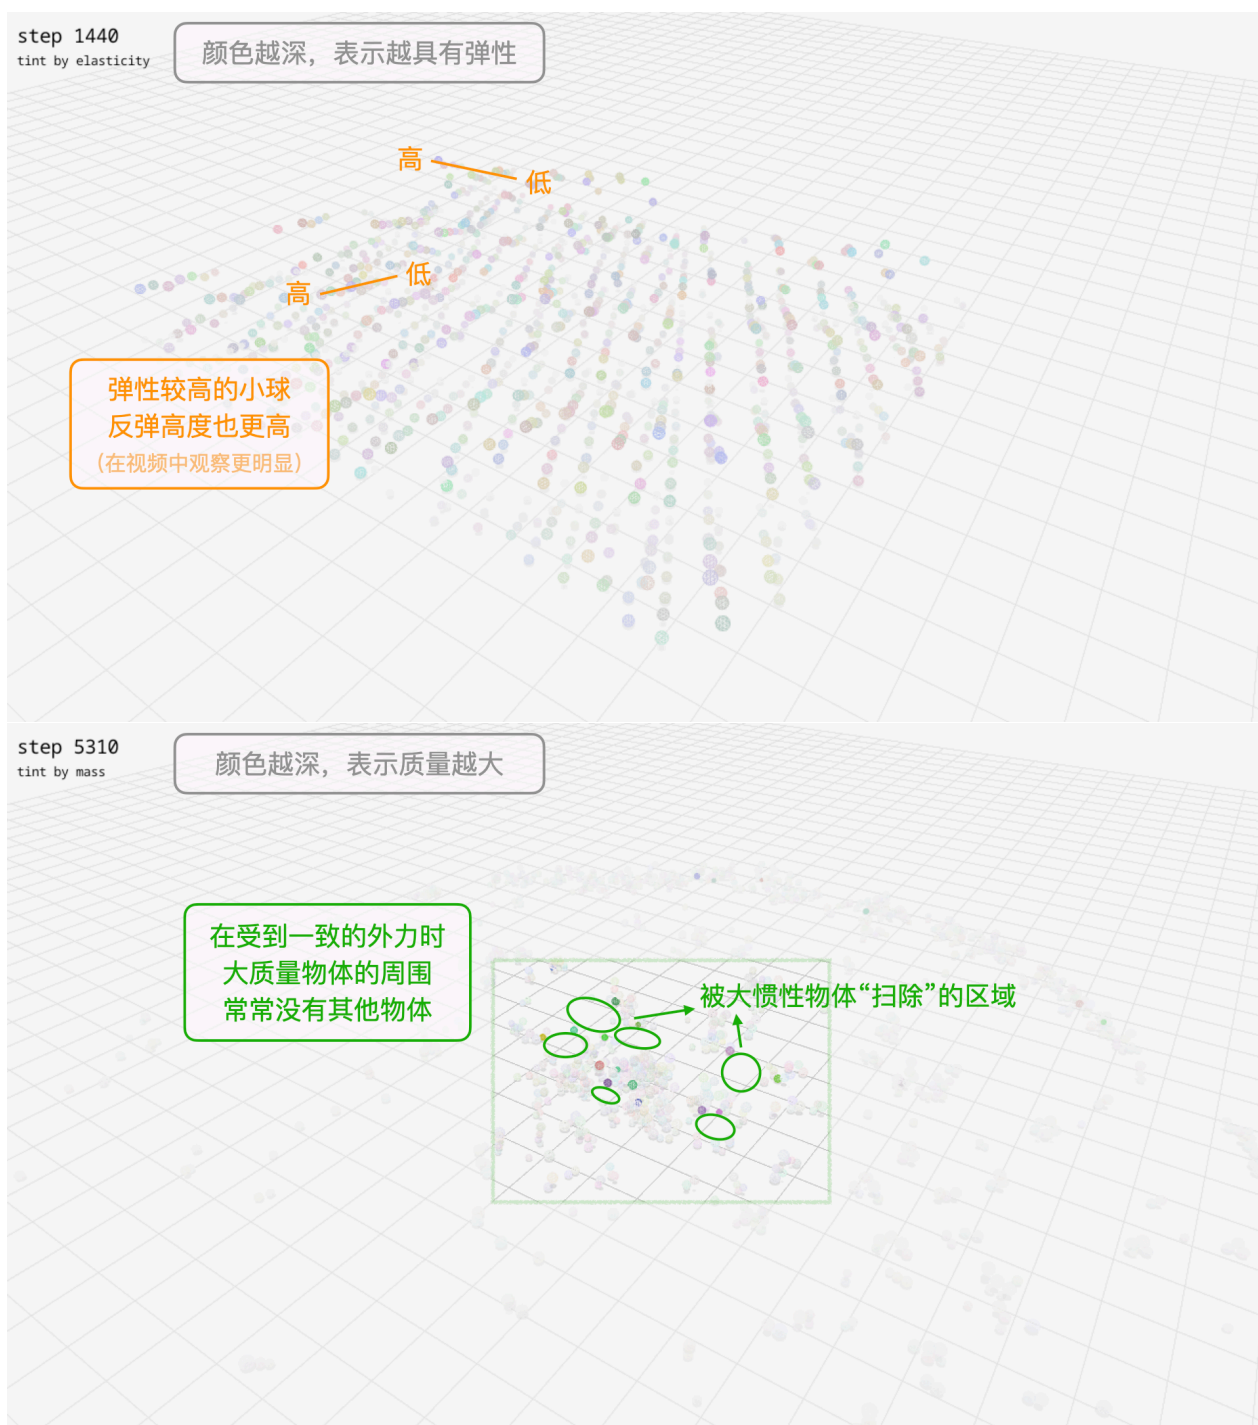 step 1440
tint by elasticity
颜色越深，表示越具有弹性
高
低
高
低
弹性较高的小球
反弹高度也更高
（在视频中观察更明显）
step 5310
tint by mass
颜色越深，表示质量越大
在受到一致的外力时
大质量物体的周围
常常没有其他物体
被大惯性物体“扫除”的区域